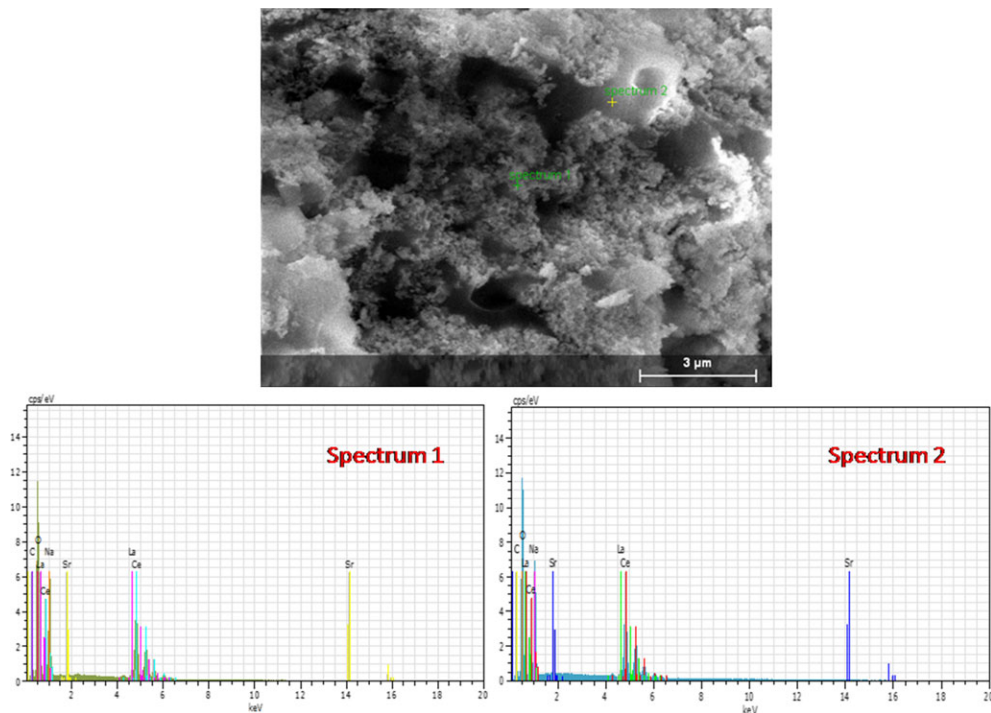 spectrum 2
spectrum 1
3 µm
cps/eV
Spectrum 1
14
12
10
8
6
4
2
0
C
O
La
Na
Ce
Sr
La
Ce
Sr
2 4 6 8 10 12 14 16 18 20
keV
cps/eV
Spectrum 2
14
12
10
8
6
4
2
0
C
O
La
Na
Ce
Sr
La
Ce
Sr
2 4 6 8 10 12 14 16 18 20
keV